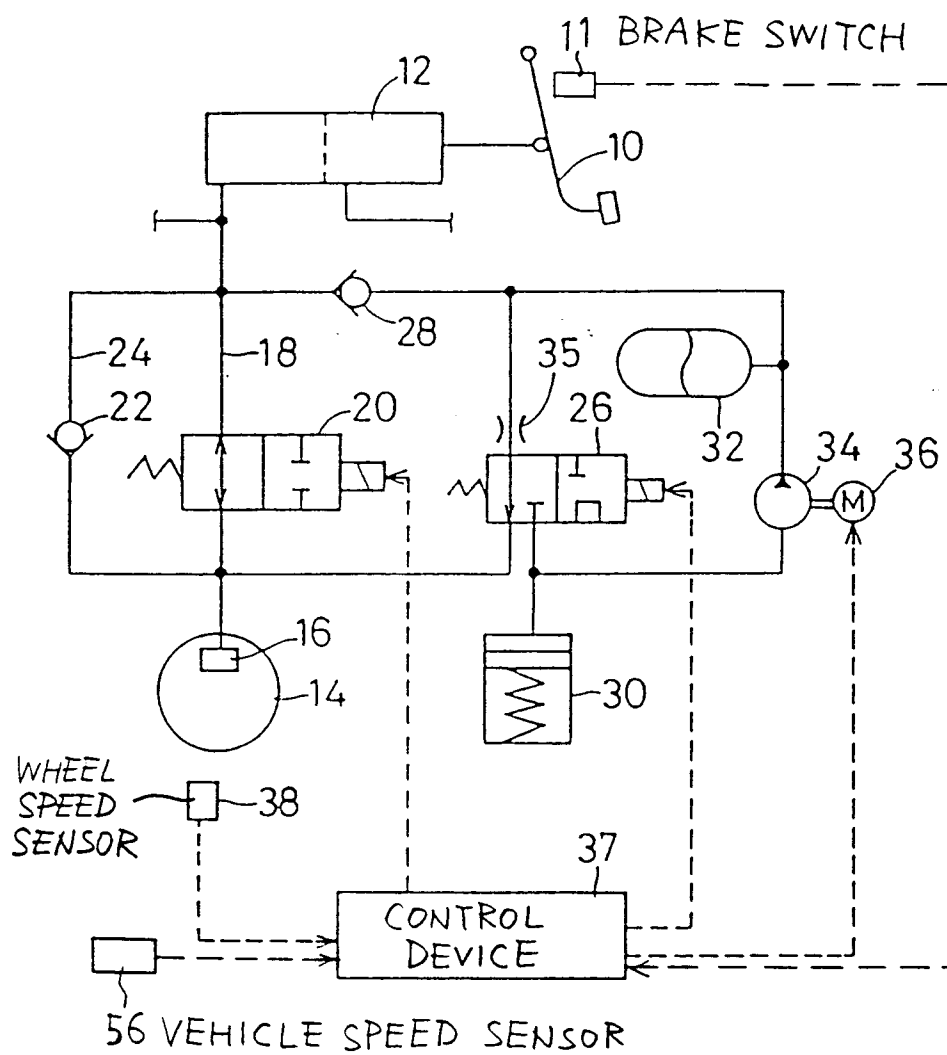 11 BRAKE SWITCH
12
10
28
24
18
35
32
22
20
26
34
36
M
16
14
30
WHEEL
SPEED
SENSOR
38
37
CONTROL
DEVICE
56 VEHICLE SPEED SENSOR